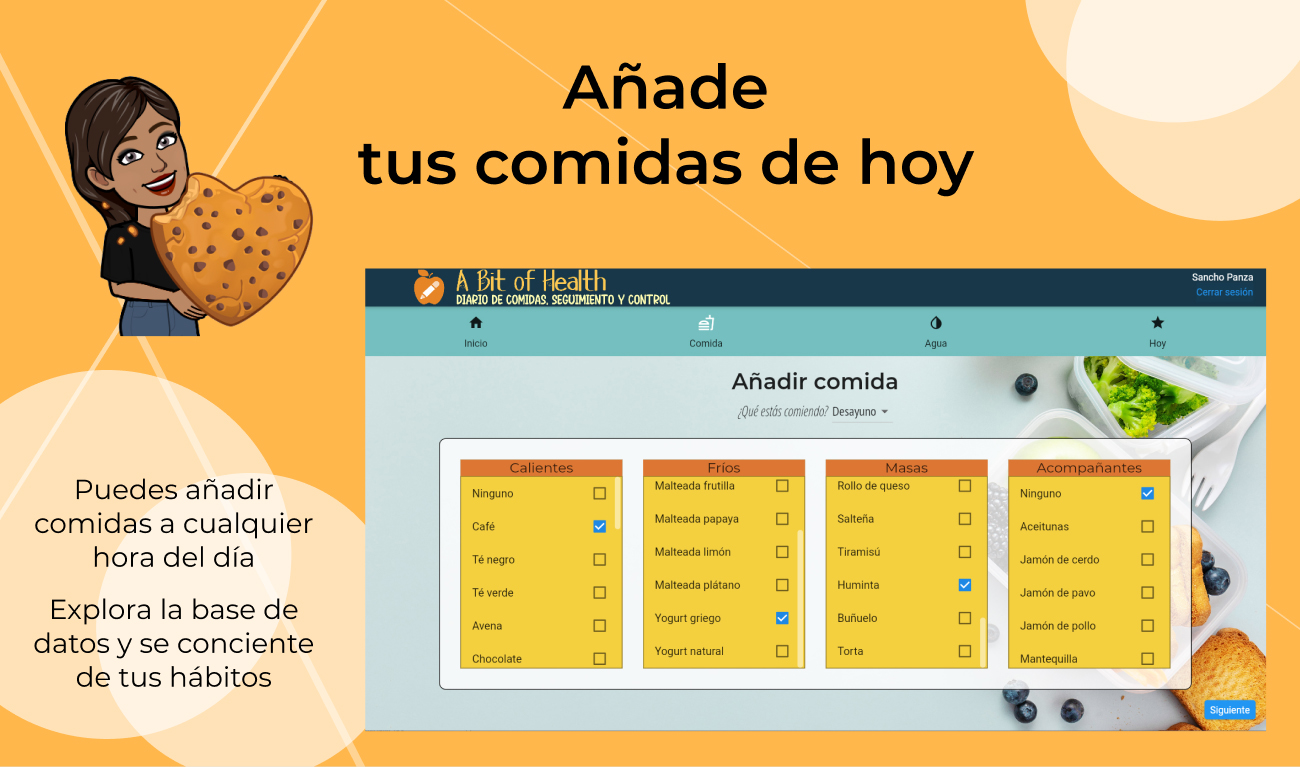 Añade
tus comidas de hoy
Puedes añadir
comidas a cualquier
hora del día
Explora la base de
datos y se conciente
de tus hábitos
A Bit of Health
DIARIO DE COMIDAS, SEGUIMIENTO Y CONTROL
Sancho Panza
Cerrar sesión
Inicio
Comida
Agua
Hoy
Añadir comida
¿Qué estás comiendo? Desayuno
Calientes
Ninguno
Café
Té negro
Té verde
Avena
Chocolate
Fríos
Malteada frutilla
Malteada papaya
Malteada limón
Malteada plátano
Yogurt griego
Yogurt natural
Masas
Rollo de queso
Salteña
Tiramisú
Huminta
Buñuelo
Torta
Acompañantes
Ninguno
Aceitunas
Jamón de cerdo
Jamón de pavo
Jamón de pollo
Mantequilla
Siguiente